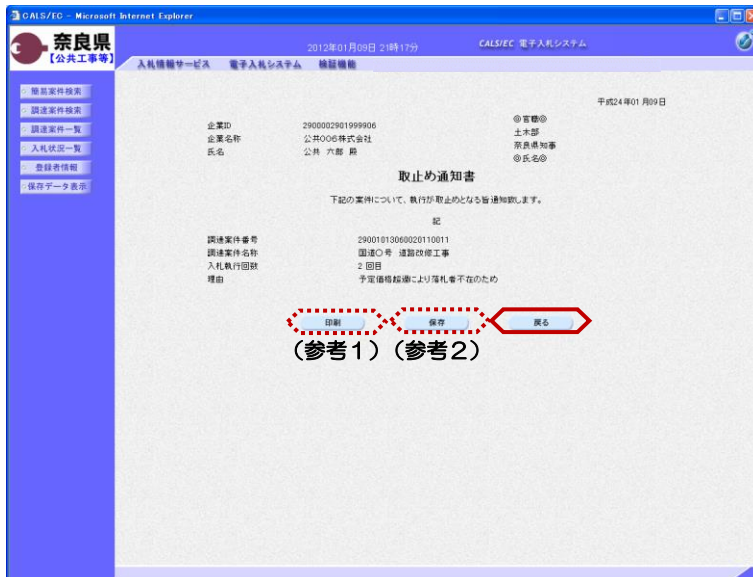 CALS/EC - Microsoft Internet Explorer
奈良県
【公共工事等】
2012年01月09日 21時17分
CALS/EC 電子入札システム
入札情報サービス 電子入札システム 検証機能
簡易案件検索
調達案件検索
調達案件一覧
入札状況一覧
登録者情報
保存データ表示
平成24年01月09日
企業ID 2900002901999906
企業名称 公共006株式会社
氏名 公共 六郎 殿
◎官職◎
土木部
奈良県知事
◎氏名◎
取止め通知書
下記の案件について、執行が取止めとなる旨通知致します。
記
調達案件番号 29001013060020110011
調達案件名称 国道○号 道路改修工事
入札執行回数 2 回目
理由 予定価格超過により落札者不在のため
印刷 保存 戻る
(参考1) (参考2)